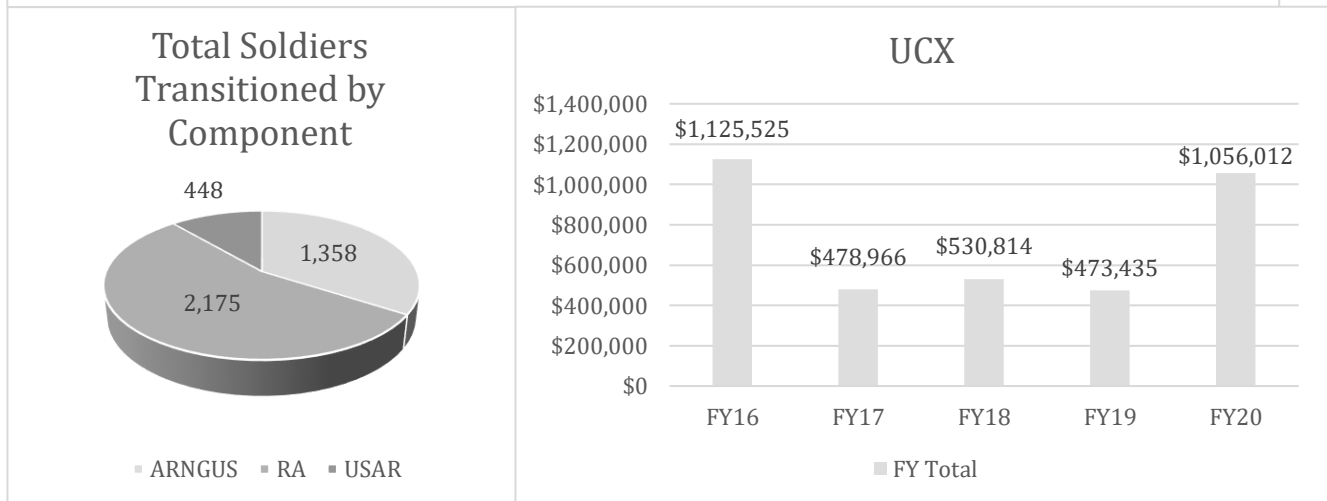 Total Soldiers
Transitioned by
Component
448
1,358
2,175
ARNGUS RA USAR
UCX
$1,400,000
$1,200,000
$1,000,000
$800,000
$600,000
$400,000
$200,000
$0
$1,125,525
$478,966
$530,814
$473,435
$1,056,012
FY16 FY17 FY18 FY19 FY20
FY Total